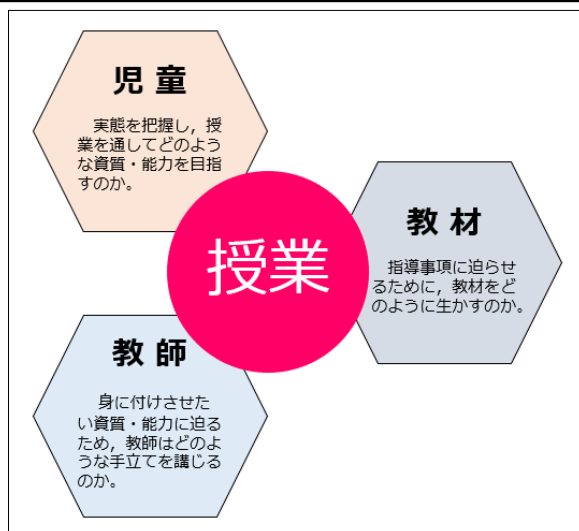 児童
実態を把握し，授
業を通してどのよう
な資質・能力を目指
すのか。
授業
教材
指導事項に迫らせ
るために，教材をど
のように生かすのか。
教師
身に付けさせた
い資質・能力に迫る
ため，教師はどのよ
うな手立てを講じる
のか。